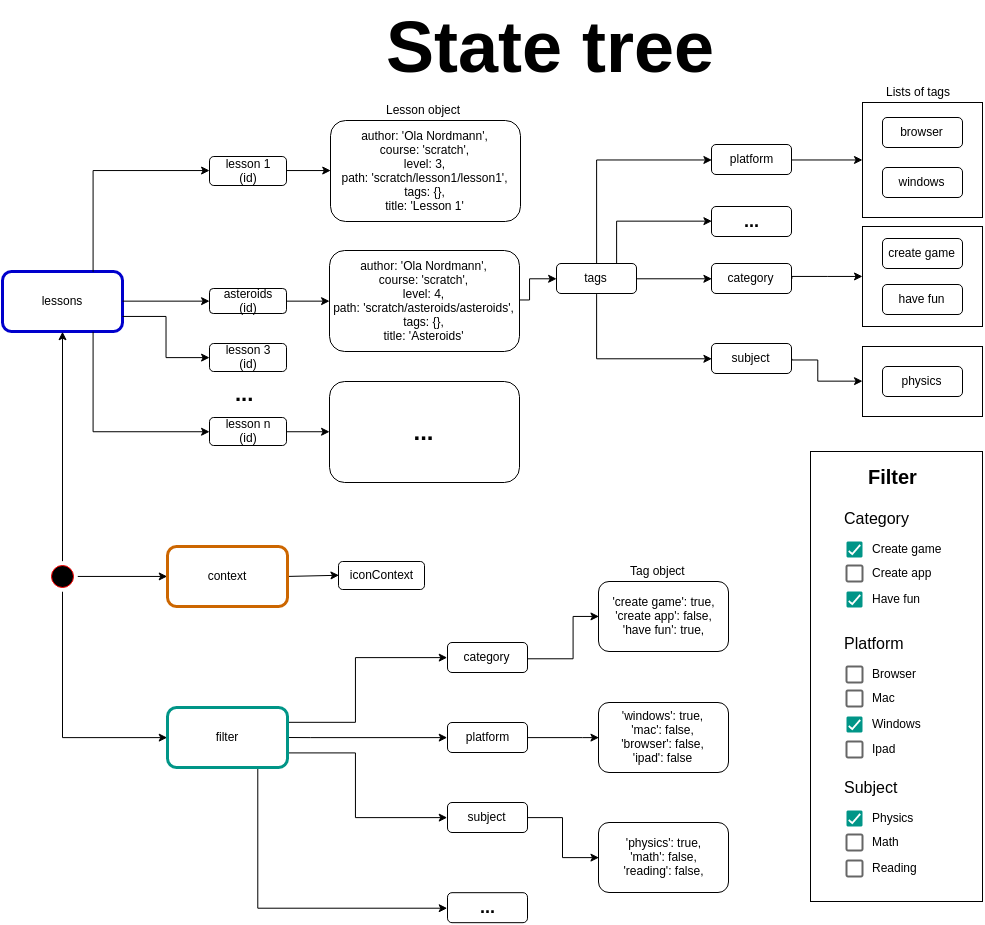 State tree
Lesson object
Lists of tags
lessons
lesson 1
(id)
author: 'Ola Nordmann',
course: 'scratch',
level: 3,
path: 'scratch/lesson1/lesson1',
tags: {},
title: 'Lesson 1'
asteroids
(id)
author: 'Ola Nordmann',
course: 'scratch',
level: 4,
path: 'scratch/asteroids/asteroids',
tags: {},
title: 'Asteroids'
lesson 3
(id)
...
lesson n
(id)
...
tags
platform
browser
windows
...
category
create game
have fun
subject
physics
context
iconContext
filter
category
Tag object
'create game': true,
'create app': false,
'have fun': true,
platform
'windows': true,
'mac': false,
'browser': false,
'ipad': false
subject
'physics': true,
'math': false,
'reading': false,
...
Filter
Category
Create game
Create app
Have fun
Platform
Browser
Mac
Windows
Ipad
Subject
Physics
Math
Reading